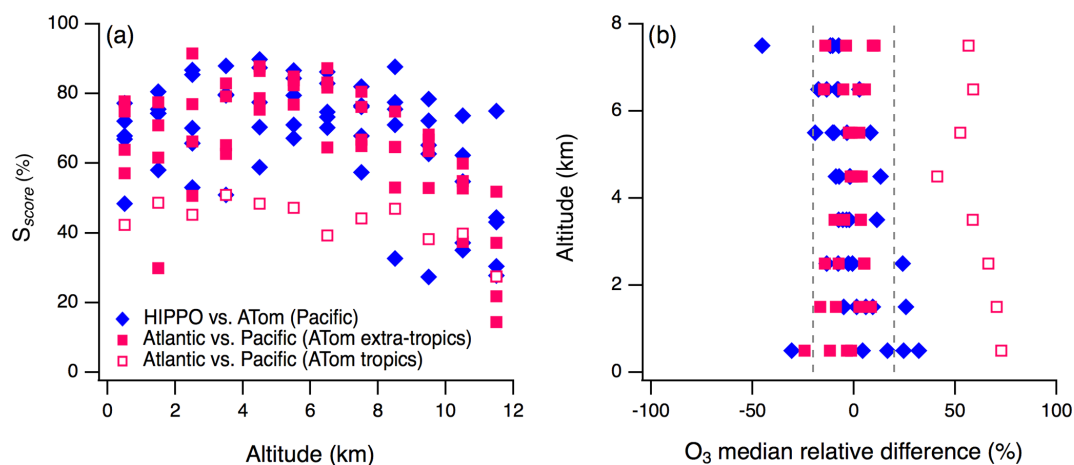 (a)
100
80
60
40
20
0
S_score (%)
HIPPO vs. ATom (Pacific)
Atlantic vs. Pacific (ATom extra-tropics)
Atlantic vs. Pacific (ATom tropics)
0 2 4 6 8 10 12
Altitude (km)
(b)
8
6
4
2
0
Altitude (km)
-100 -50 0 50 100
O₃ median relative difference (%)